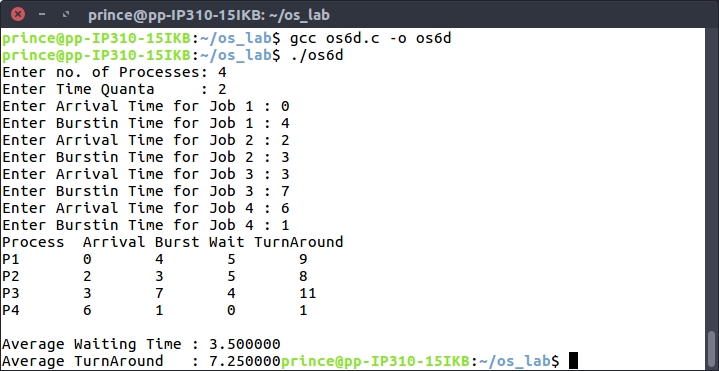 prince@pp-IP310-15IKB: ~/os_lab
prince@pp-IP310-15IKB:~/os_lab$ gcc os6d.c -o os6d
prince@pp-IP310-15IKB:~/os_lab$ ./os6d
Enter no. of Processes: 4
Enter Time Quanta     : 2
Enter Arrival Time for Job 1 : 0
Enter Burstin Time for Job 1 : 4
Enter Arrival Time for Job 2 : 2
Enter Burstin Time for Job 2 : 3
Enter Arrival Time for Job 3 : 3
Enter Burstin Time for Job 3 : 7
Enter Arrival Time for Job 4 : 6
Enter Burstin Time for Job 4 : 1
Process  Arrival Burst Wait TurnAround
P1       0       4       5       9
P2       2       3       5       8
P3       3       7       4       11
P4       6       1       0       1
Average Waiting Time : 3.500000
Average TurnAround   : 7.250000prince@pp-IP310-15IKB:~/os_lab$